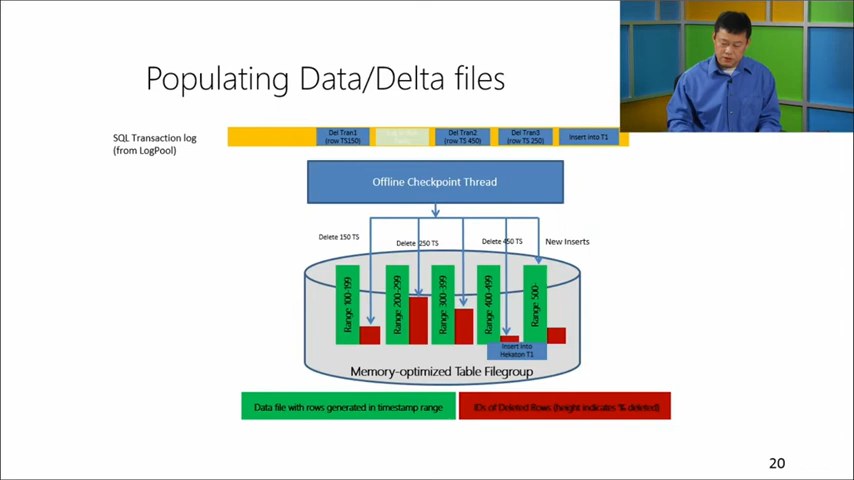 Populating Data/Delta files
SQL Transaction log
(from LogPool)
Del Tran1
(row TS150)
Del Tran2
(row TS 450)
Del Tran3
(row TS 250)
Insert into T1
Offline Checkpoint Thread
Delete 150 TS
Delete 250 TS
Delete 450 TS
New Inserts
Range 100-199
Range 200-299
Range 300-399
Range 400-499
Range 500-
Insert into
Hekaton T1
Memory-optimized Table Filegroup
Data file with rows generated in timestamp range
IDs of Deleted Rows (height indicates % deleted)
20